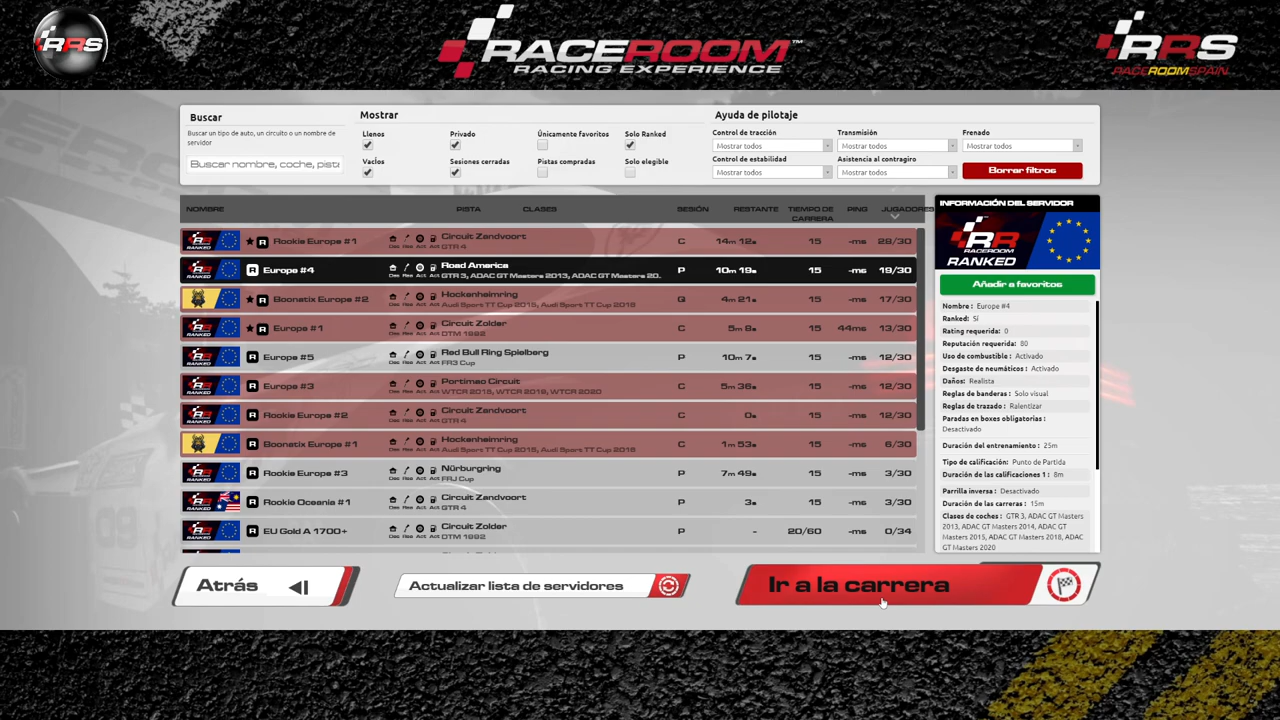 RRS
RACEROOM™
RACING EXPERIENCE
RRS
RACEROOMSPAIN
Buscar
Buscar un tipo de auto, un circuito o un nombre de
servidor
Buscar nombre, coche, pista
Mostrar
Llenos
Privado
Únicamente favoritos
Solo Ranked
Vacíos
Sesiones cerradas
Pistas compradas
Solo elegible
Ayuda de pilotaje
Control de tracción
Transmisión
Frenado
Mostrar todos
Mostrar todos
Mostrar todos
Control de estabilidad
Asistencia al contragiro
Mostrar todos
Mostrar todos
Borrar filtros
NOMBRE PISTA CLASES SESIÓN RESTANTE TIEMPO DE CARRERA PING JUGADORES
Rookie Europe #1 Circuit Zandvoort C 14m 12s 15 -ms 29/30
GTR 4
Europe #4 Road America P 10m 19s 15 -ms 19/30
GTR 3, ADAC GT Masters 2013, ADAC GT Masters 20..
Boonatix Europe #2 Hockenheimring Q 4m 21s 15 -ms 17/30
Audi Sport TT Cup 2015, Audi Sport TT Cup 2016
Europe #1 Circuit Zolder C 5m 8s 15 44ms 13/30
DTM 1992
Europe #5 Red Bull Ring Spielberg P 10m 7s 15 -ms 12/30
FR3 Cup
Europe #3 Portimao Circuit C 5m 36s 15 -ms 12/30
WTCR 2018, WTCR 2019, WTCR 2020
Rookie Europe #2 Circuit Zandvoort C 0s 15 -ms 12/30
GTR 4
Boonatix Europe #1 Hockenheimring C 1m 53s 15 -ms 6/30
Audi Sport TT Cup 2015, Audi Sport TT Cup 2016
Rookie Europe #3 Nürburgring P 7m 49s 15 -ms 3/30
FRJ Cup
Rookie Oceania #1 Circuit Zandvoort P 3s 15 -ms 3/30
GTR 4
EU Gold A 1700+ Circuit Zolder P - 20/60 -ms 0/34
DTM 1992
INFORMACIÓN DEL SERVIDOR
RR
RACEROOM
RANKED
Añadir a favoritos
Nombre : Europe #4
Ranked: Sí
Rating requerida: 0
Reputación requerida: 80
Uso de combustible: Activado
Desgaste de neumáticos: Activado
Daños: Realista
Reglas de banderas : Solo visual
Reglas de trazado : Ralentizar
Paradas en boxes obligatorias :
Desactivado
Duración del entrenamiento : 25m
Tipo de calificación: Punto de Partida
Duración de las calificaciones 1 : 8m
Parrilla inversa : Desactivado
Duración de las carreras : 15m
Clases de coches : GTR 3, ADAC GT Masters
2013, ADAC GT Masters 2014, ADAC GT
Masters 2015, ADAC GT Masters 2018, ADAC
GT Masters 2020
Atrás
Actualizar lista de servidores
Ir a la carrera